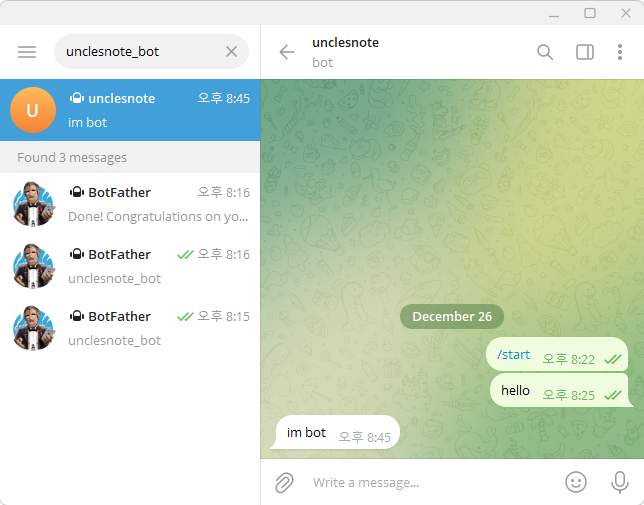 unclesnote_bot
U
unclesnote
오후 8:45
im bot
Found 3 messages
BotFather
오후 8:16
Done! Congratulations on yo...
BotFather
오후 8:16
unclesnote_bot
BotFather
오후 8:15
unclesnote_bot
unclesnote
bot
December 26
/start 오후 8:22
hello 오후 8:25
im bot 오후 8:45
Write a message...